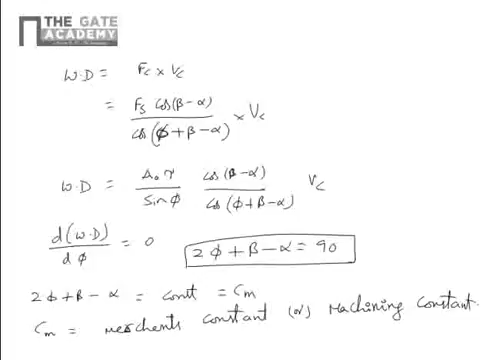 THE GATE
ACADEMY
W.D = Fc × Vc
= Fs cos(β-α) / cos(ϕ+β-α) × Vc
W.D = A₀ τ / Sin ϕ cos(β-α) / cos(ϕ+β-α) Vc
d(W.D) / dϕ = 0 2ϕ+β-α = 90
2ϕ+β-α = const = Cm
Cm = merchents constant (or) Machining Constant.